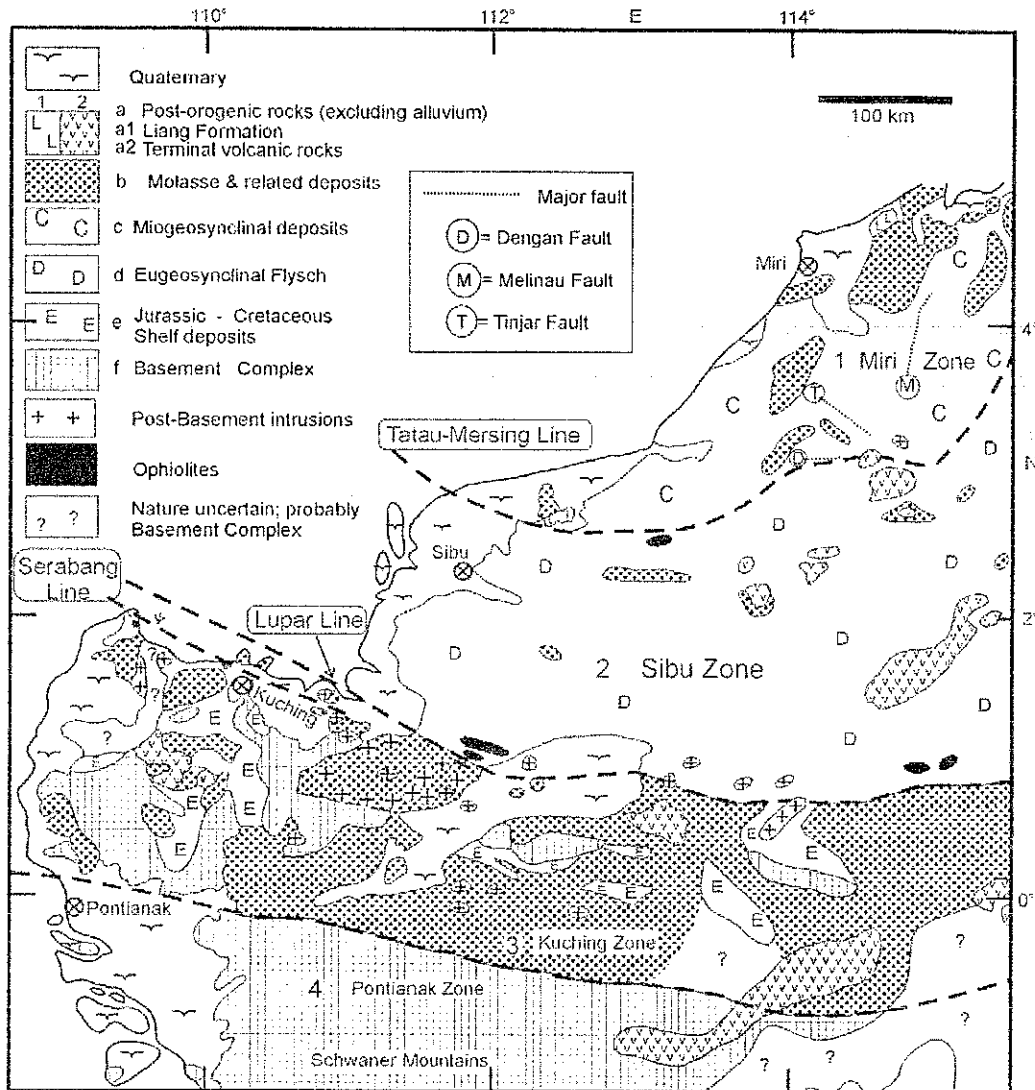 110°
112°
E
114°
Quaternary
1 2
a Post-orogenic rocks (excluding alluvium)
L
L
a1 Liang Formation
a2 Terminal volcanic rocks
b Molasse & related deposits
C C
c Miogeosynclinal deposits
D D
d Eugeosynclinal Flysch
E E
e Jurassic - Cretaceous
Shelf deposits
f Basement Complex
Post-Basement intrusions
Ophiolites
? ?
Nature uncertain; probably
Basement Complex
100 km
Major fault
D = Dengan Fault
M = Melinau Fault
T = Tinjar Fault
Miri
C
4°
1 Miri Zone
C
T
M
C
C
Tatau-Mersing Line
D
D
N
C
D
Sibu
D
D
D
Serabang
Line
Lupar Line
2°
D
D
2 Sibu Zone
D
D
D
Kuching
?
?
?
E
E
E
E
D
E
E
E
E
E
E
Pontianak
0°
3
Kuching Zone
?
?
4
Pontianak Zone
Schwaner Mountains
?
?
?
110°